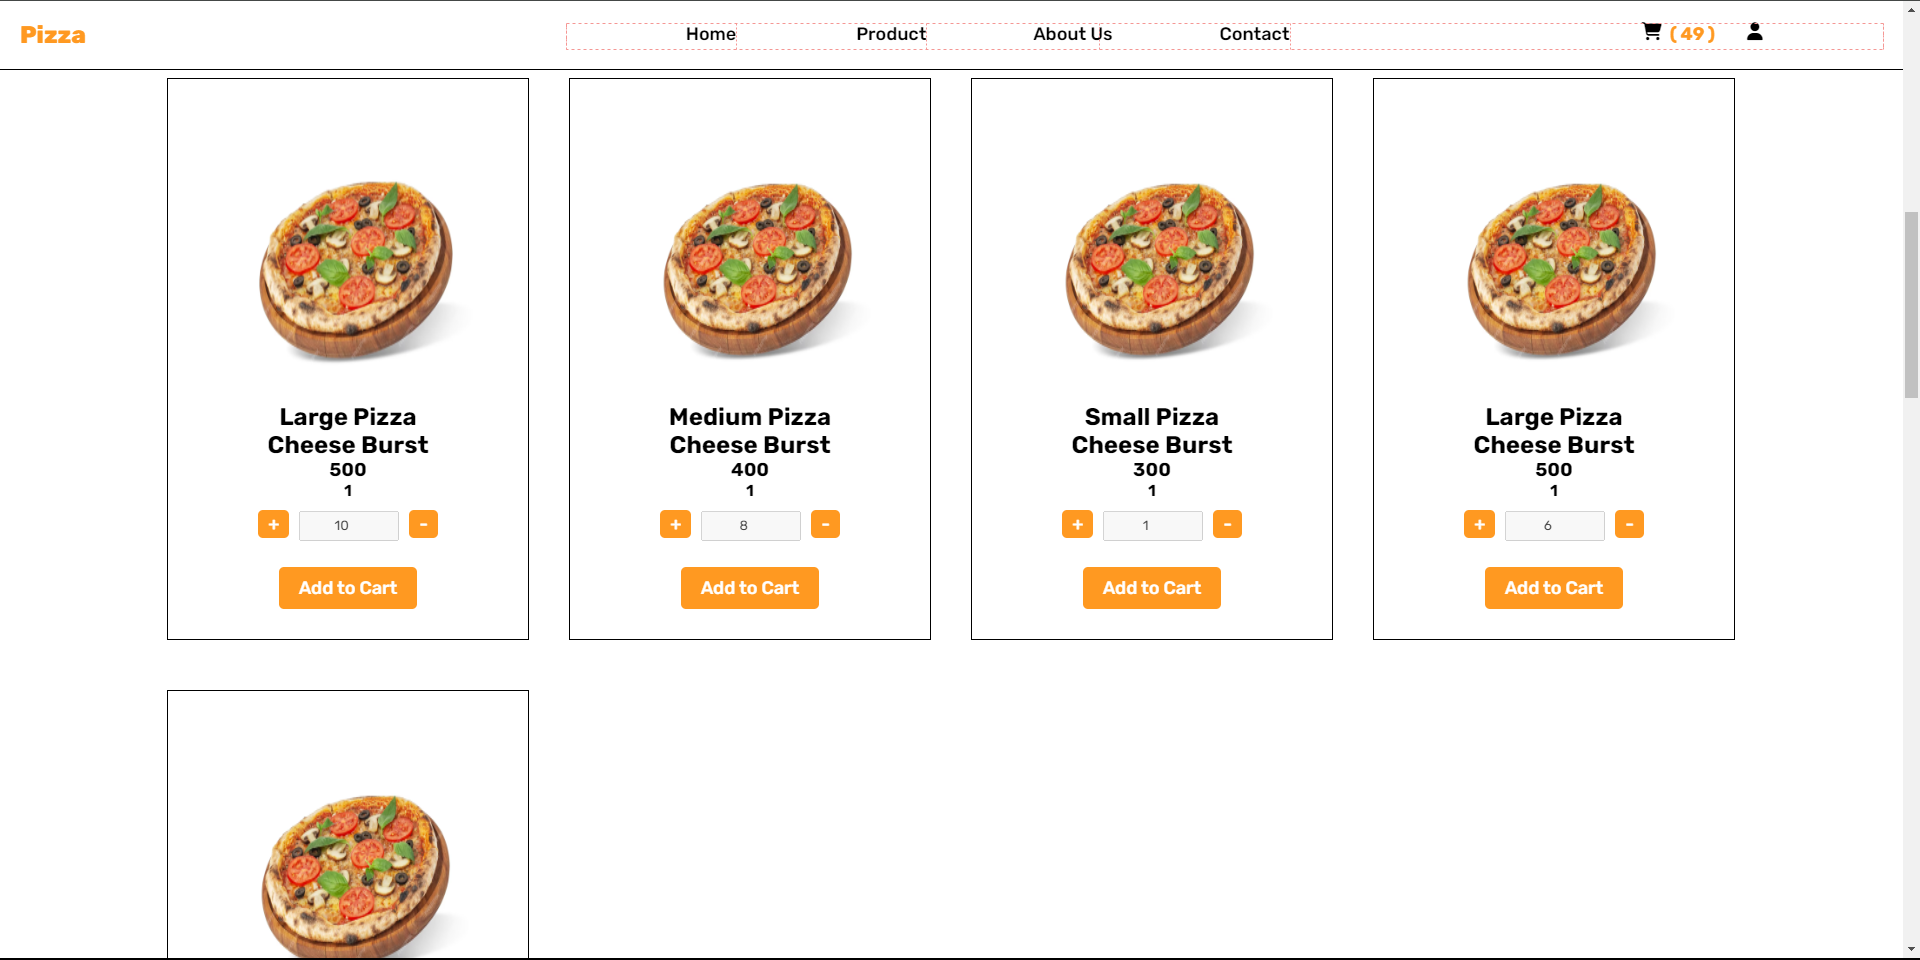 Pizza
Home Product About Us Contact ( 49 )
Large Pizza
Cheese Burst
500
1
+ 10 -
Add to Cart
Medium Pizza
Cheese Burst
400
1
+ 8 -
Add to Cart
Small Pizza
Cheese Burst
300
1
+ 1 -
Add to Cart
Large Pizza
Cheese Burst
500
1
+ 6 -
Add to Cart